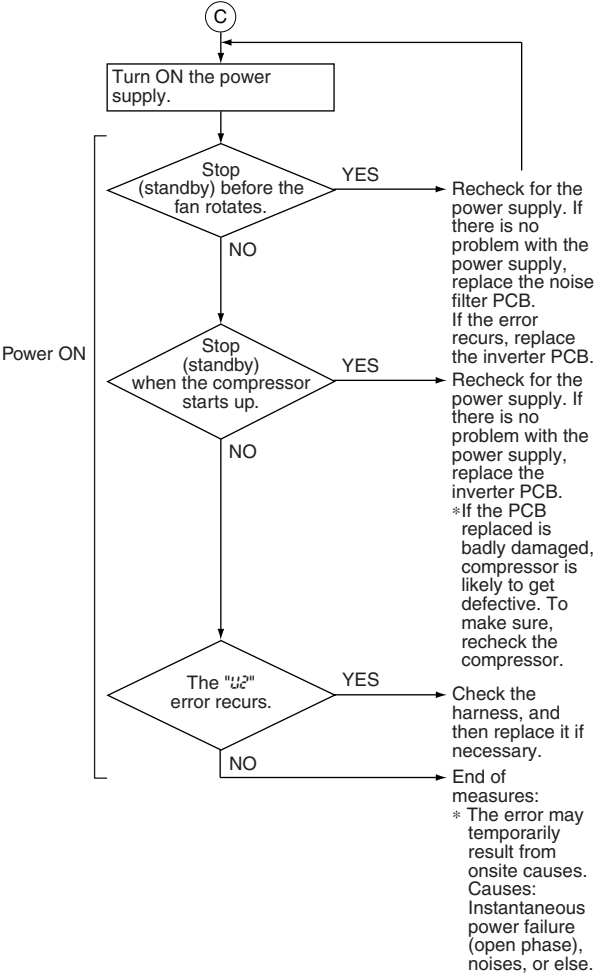 C
Turn ON the power
supply.
Stop
(standby) before the
fan rotates.
YES
NO
Recheck for the
power supply. If
there is no
problem with the
power supply,
replace the noise
filter PCB.
If the error
recurs, replace
the inverter PCB.
Power ON
Stop
(standby)
when the compressor
starts up.
YES
NO
Recheck for the
power supply. If
there is no
problem with the
power supply,
replace the
inverter PCB.
*If the PCB
replaced is
badly damaged,
compressor is
likely to get
defective. To
make sure,
recheck the
compressor.
The "U2"
error recurs.
YES
NO
Check the
harness, and
then replace it if
necessary.
End of
measures:
* The error may
temporarily
result from
onsite causes.
Causes:
Instantaneous
power failure
(open phase),
noises, or else.